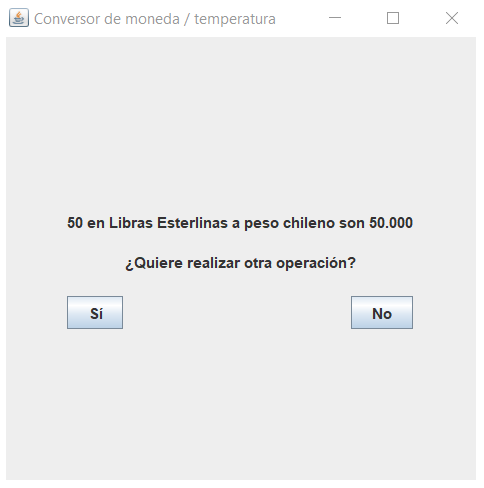 Conversor de moneda / temperatura
50 en Libras Esterlinas a peso chileno son 50.000
¿Quiere realizar otra operación?
Sí
No